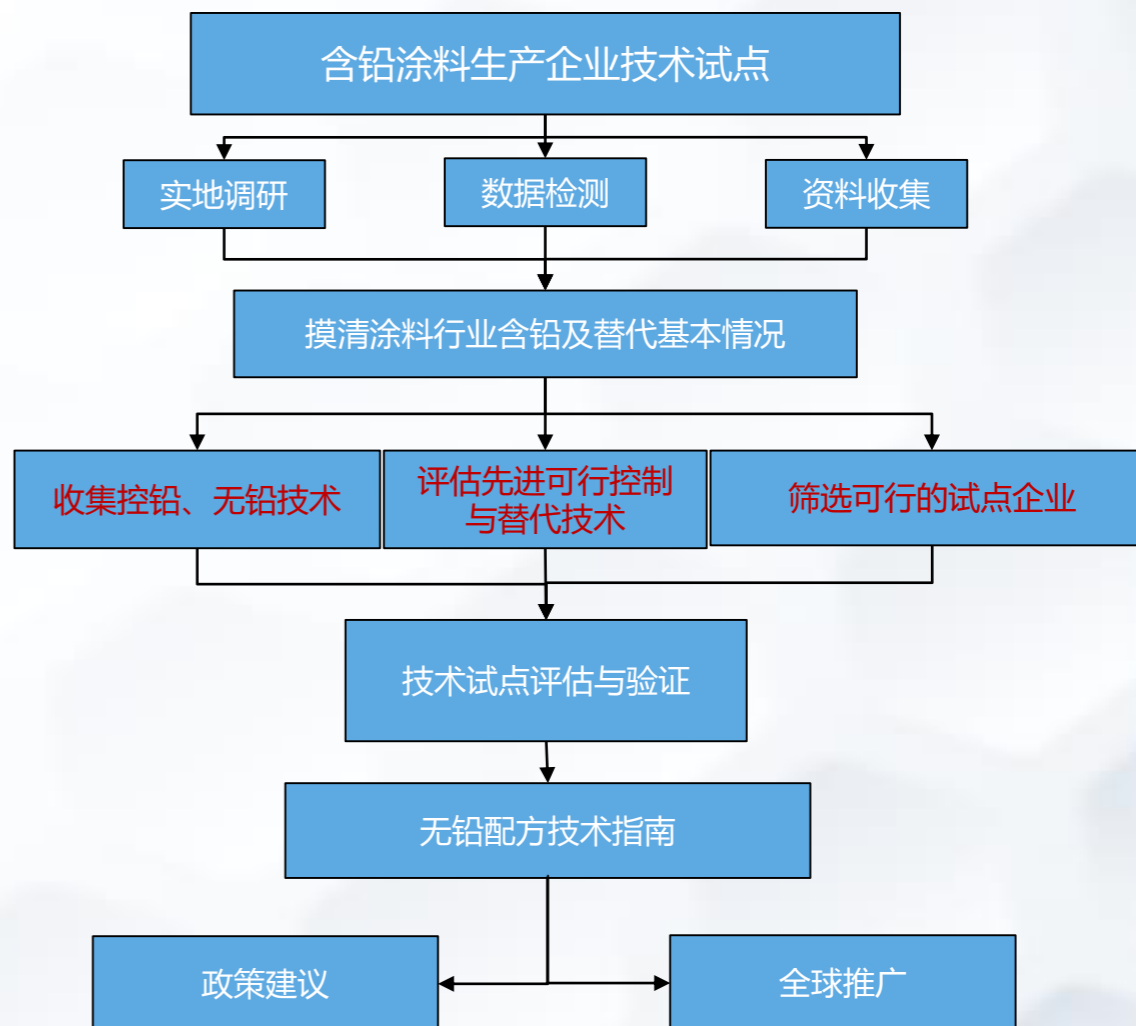 含铅涂料生产企业技术试点
实地调研
数据检测
资料收集
摸清涂料行业含铅及替代基本情况
收集控铅、无铅技术
评估先进可行控制
与替代技术
筛选可行的试点企业
技术试点评估与验证
无铅配方技术指南
政策建议
全球推广